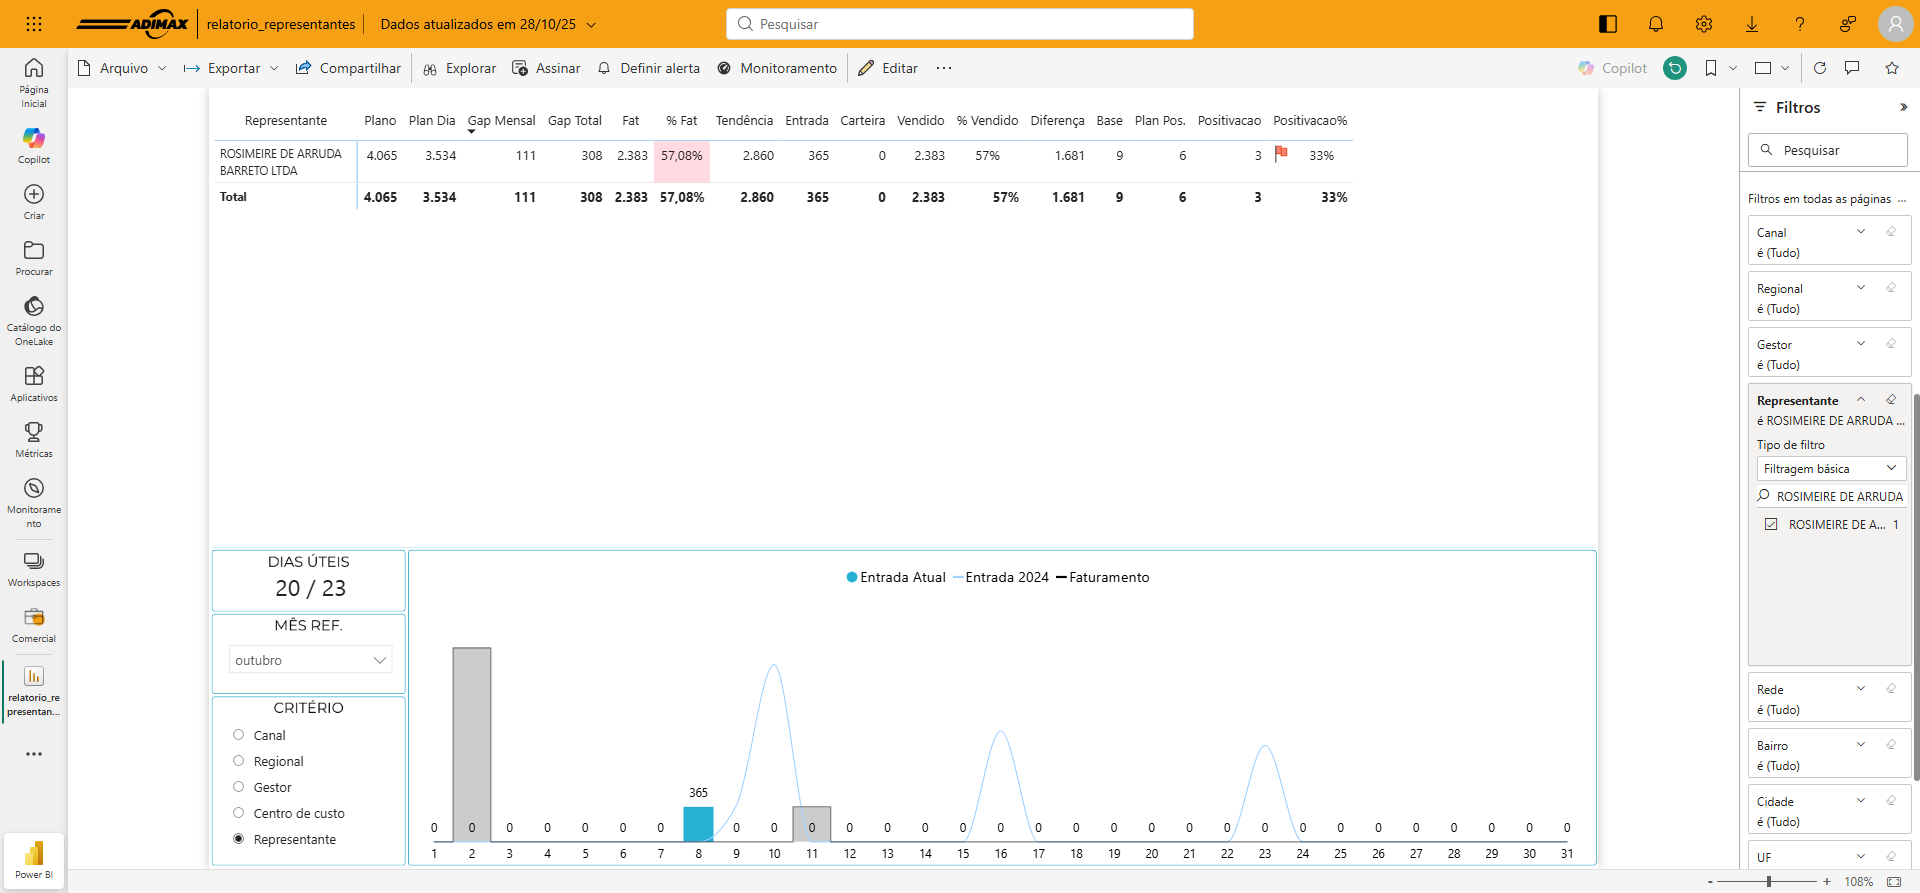 ADIMAX
relatorio_representantes
Dados atualizados em 28/10/25
Pesquisar
Arquivo
Exportar
Compartilhar
Explorar
Assinar
Definir alerta
Monitoramento
Editar
Copilot
Página
Inicial
Copilot
Criar
Procurar
Catálogo do
OneLake
Aplicativos
Métricas
Monitorame
nto
Workspaces
Comercial
relatorio_re
presentan...
Power BI
Representante Plano Plan Dia Gap Mensal Gap Total Fat % Fat Tendência Entrada Carteira Vendido % Vendido Diferença Base Plan Pos. Positivacao Positivacao%
ROSIMEIRE DE ARRUDA
BARRETO LTDA
4.065 3.534 111 308 2.383 57,08% 2.860 365 0 2.383 57% 1.681 9 6 3 33%
Total 4.065 3.534 111 308 2.383 57,08% 2.860 365 0 2.383 57% 1.681 9 6 3 33%
DIAS ÚTEIS
20 / 23
MÊS REF.
outubro
CRITÉRIO
Canal
Regional
Gestor
Centro de custo
Representante
Entrada Atual Entrada 2024 Faturamento
365
0 0 0 0 0 0 0 0 0 0 0 0 0 0 0 0 0 0 0 0 0 0 0 0 0 0 0 0 0 0
1 2 3 4 5 6 7 8 9 10 11 12 13 14 15 16 17 18 19 20 21 22 23 24 25 26 27 28 29 30 31
Filtros
Pesquisar
Filtros em todas as páginas ...
Canal
é (Tudo)
Regional
é (Tudo)
Gestor
é (Tudo)
Representante
é ROSIMEIRE DE ARRUDA ...
Tipo de filtro
Filtragem básica
ROSIMEIRE DE ARRUDA
ROSIMEIRE DE A... 1
Rede
é (Tudo)
Bairro
é (Tudo)
Cidade
é (Tudo)
UF
- + 108%